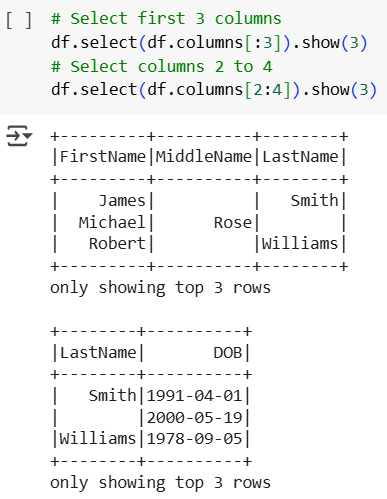 [ ] # Select first 3 columns
df.select(df.columns[:3]).show(3)
# Select columns 2 to 4
df.select(df.columns[2:4]).show(3)
+---------+----------+--------+
|FirstName|MiddleName|LastName|
+---------+----------+--------+
|    James|          |   Smith|
|  Michael|      Rose|        |
|   Robert|          |Williams|
+---------+----------+--------+
only showing top 3 rows
+--------+----------+
|LastName|       DOB|
+--------+----------+
|   Smith|1991-04-01|
|        |2000-05-19|
|Williams|1978-09-05|
+--------+----------+
only showing top 3 rows